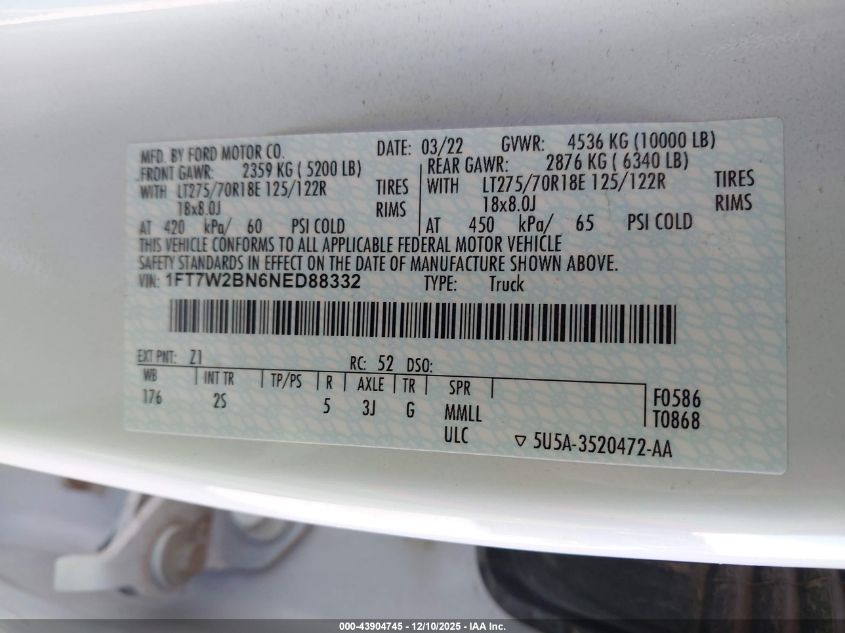 MFD. BY FORD MOTOR CO. DATE: 03/22 GVWR: 4536 KG (10000 LB)
FRONT GAWR: 2359 KG ( 5200 LB) REAR GAWR: 2876 KG ( 6340 LB)
WITH LT275/70R18E 125/122R TIRES WITH LT275/70R18E 125/122R TIRES
18x8.0J RIMS 18x8.0J RIMS
AT 420 kPa/ 60 PSI COLD AT 450 kPa/ 65 PSI COLD
THIS VEHICLE CONFORMS TO ALL APPLICABLE FEDERAL MOTOR VEHICLE
SAFETY STANDARDS IN EFFECT ON THE DATE OF MANUFACTURE SHOWN ABOVE.
VIN: 1FT7W2BN6NED88332 TYPE: Truck
EXT PNT: Z1 RC: 52 DSO:
WB INT TR TP/PS R AXLE TR SPR
176 2S 5 3J G MMLL
ULC
F0586
T0868
5U5A-3520472-AA
000-43904745 - 12/10/2025 - IAA Inc.